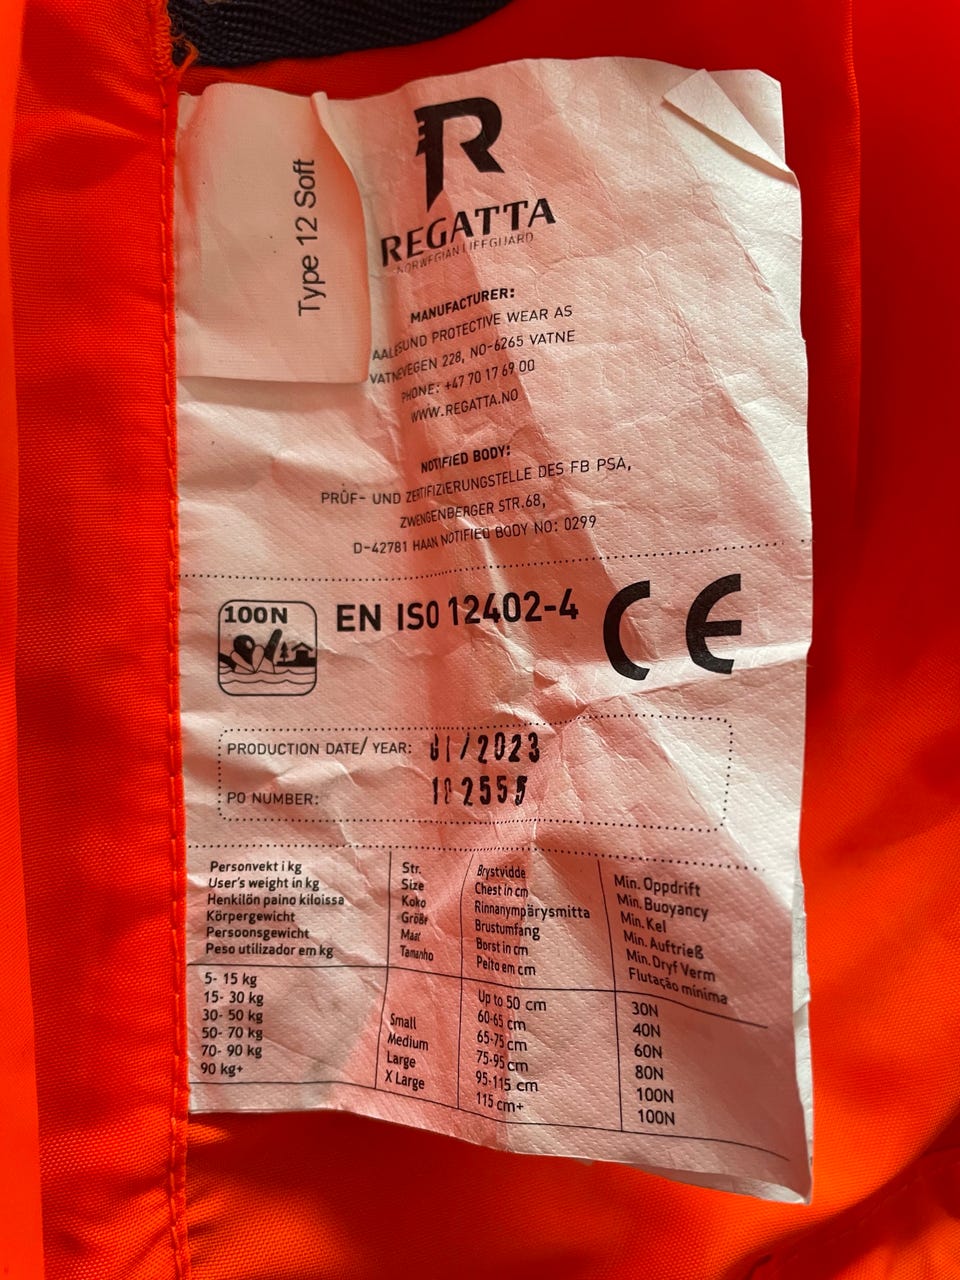 Type 12 Soft
R
REGATTA
NORWEGIAN LIFEGUARD
MANUFACTURER:
AALESUND PROTECTIVE WEAR AS
VATNEVEGEN 228, NO-6265 VATNE
PHONE: +47 70 17 69 00
WWW.REGATTA.NO
NOTIFIED BODY:
PRÜF- UND ZERTIFIZIERUNGSTELLE DES FB PSA,
ZWENGENBERGER STR.68,
D-42781 HAAN NOTIFIED BODY NO: 0299
100N
EN ISO 12402-4
CE
PRODUCTION DATE/ YEAR: 01/2023
PO NUMBER: 102555
Personvekt i kg
User's weight in kg
Henkilön paino kiloissa
Körpergewicht
Persoonsgewicht
Peso utilizador em kg
Str.
Size
Koko
Größt
Maat
Tamanho
Brystvidde
Chest in cm
Rinnanympärysmitta
Brustumfang
Borst in cm
Peito em cm
Min. Oppdrift
Min. Buoyancy
Min. Kel
Min. Auftrieß
Min. Dryf Verm
Flutação mínima
5- 15 kg Up to 50 cm 30N
15- 30 kg 60-65 cm 40N
30- 50 kg Small 65-75 cm 60N
50- 70 kg Medium 75-95 cm 80N
70- 90 kg Large 95-115 cm 100N
90 kg+ X Large 115 cm+ 100N